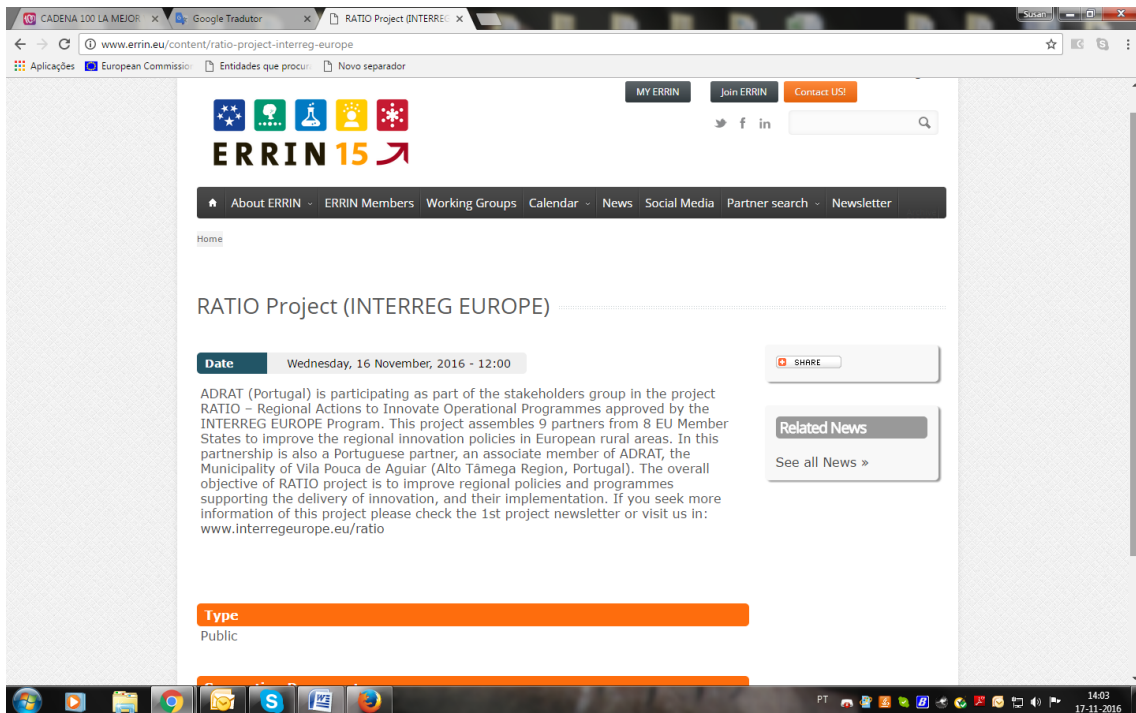 CADENA 100 LA MEJOR
Google Tradutor
RATIO Project (INTERREG
Susan
www.errin.eu/content/ratio-project-interreg-europe
Aplicações European Commission Entidades que procur Novo separador
MY ERRIN Join ERRIN Contact US!
ERRIN 15
About ERRIN ERRIN Members Working Groups Calendar News Social Media Partner search Newsletter
Home
RATIO Project (INTERREG EUROPE)
Date Wednesday, 16 November, 2016 - 12:00
SHARE
ADRAT (Portugal) is participating as part of the stakeholders group in the project
RATIO – Regional Actions to Innovate Operational Programmes approved by the
INTERREG EUROPE Program. This project assembles 9 partners from 8 EU Member
States to improve the regional innovation policies in European rural areas. In this
partnership is also a Portuguese partner, an associate member of ADRAT, the
Municipality of Vila Pouca de Aguiar (Alto Tâmega Region, Portugal). The overall
objective of RATIO project is to improve regional policies and programmes
supporting the delivery of innovation, and their implementation. If you seek more
information of this project please check the 1st project newsletter or visit us in:
www.interregeurope.eu/ratio
Related News
See all News »
Type
Public
PT
14:03
17-11-2016